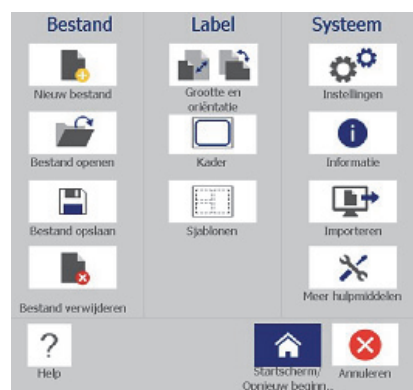 Bestand
Nieuw bestand
Bestand openen
Bestand opslaan
Bestand verwijderen
Label
Grootte en
oriëntatie
Kader
Sjablonen
Systeem
Instellingen
Informatie
Importeren
Meer hulpmiddelen
Help
Startscherm/
Opnieuw beginn...
Annuleren